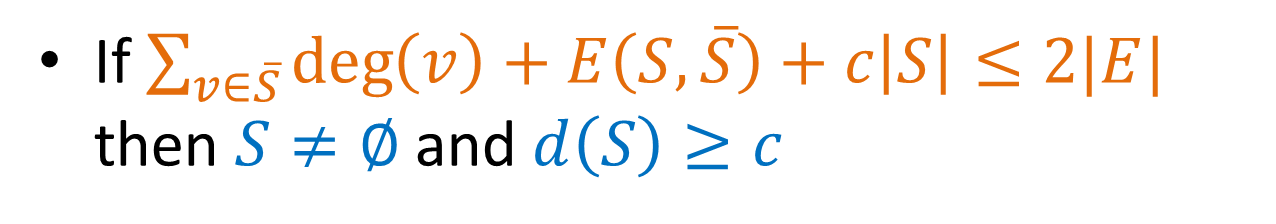 • If ∑_{v∈S̄} deg(v) + E(S, S̄) + c|S| ≤ 2|E|
then S ≠ ∅ and d(S) ≥ c